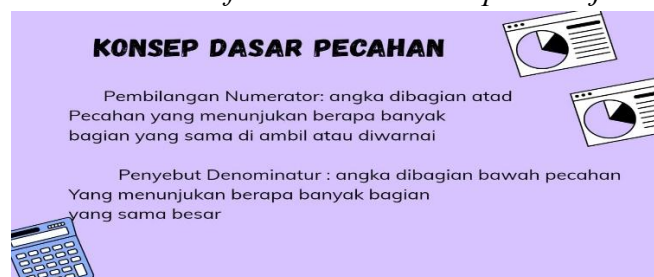 KONSEP DASAR PECAHAN
Pembilangan Numerator: angka dibagian atad
Pecahan yang menunjukan berapa banyak
bagian yang sama di ambil atau diwarnai
Penyebut Denominatur : angka dibagian bawah pecahan
Yang menunjukan berapa banyak bagian
yang sama besar